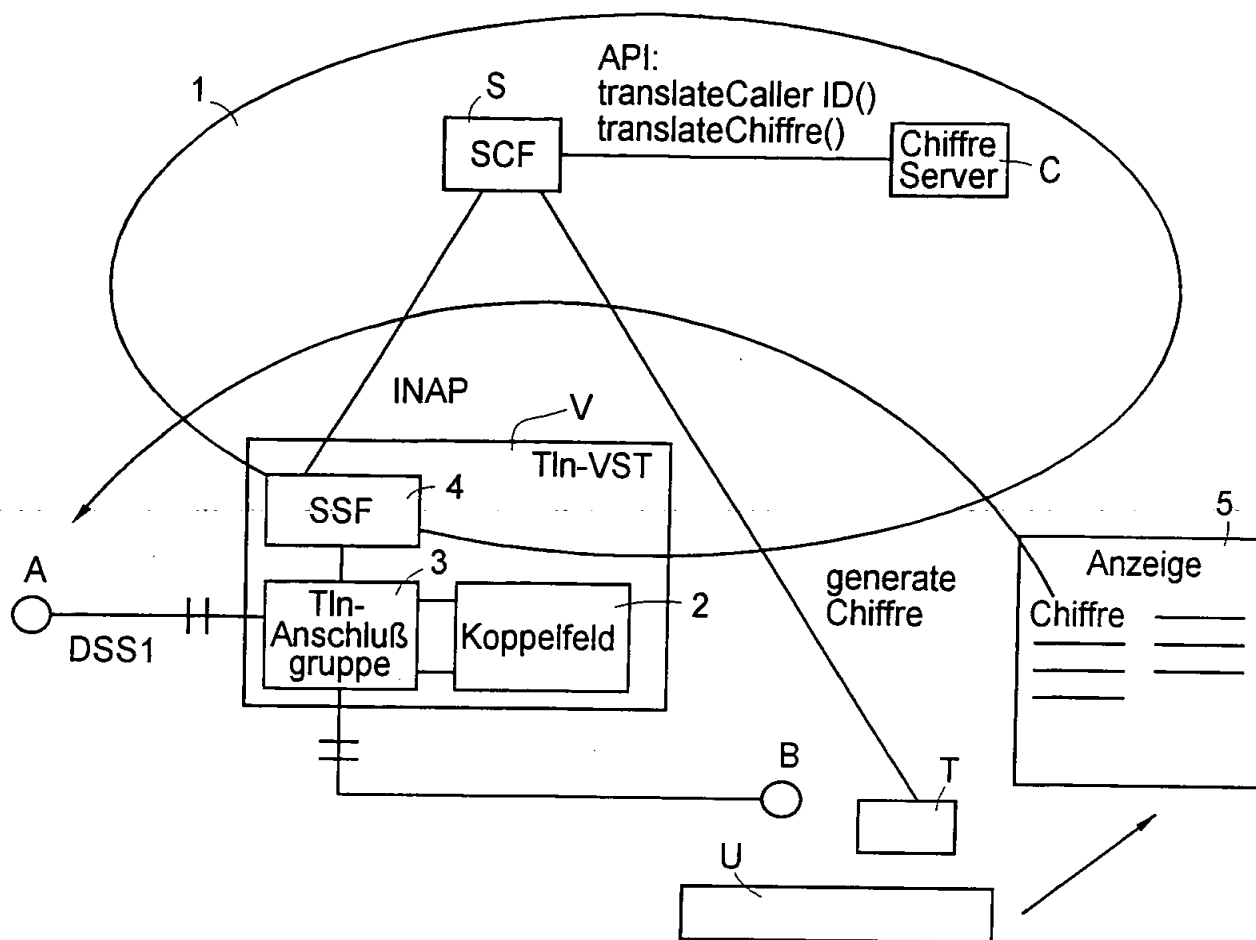 1
S
SCF
API:
translateCaller ID()
translateChiffre()
Chiffre
Server
C
INAP
V
Tln-VST
SSF
4
A
DSS1
3
Tln-
Anschluß
gruppe
2
Koppelfeld
generate
Chiffre
5
Anzeige
Chiffre
B
T
U